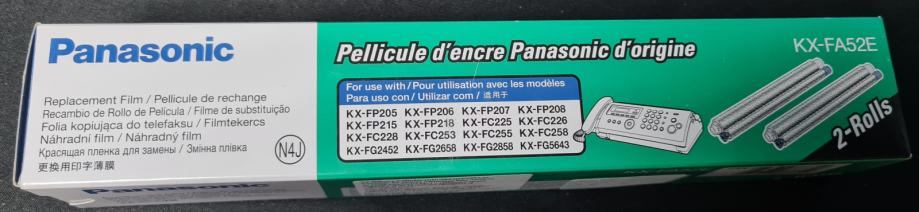 Panasonic
Replacement Film / Pellicule de rechange
Recambio de Rollo de Película / Filme de substituição
Folia kopiująca do telefaksu / Filmtekercs
Náhradní film / Náhradný film
Красящая пленка для замены / Змінна плівка
更換用印字薄膜
N4J
Pellicule d'encre Panasonic d'origine
For use with / Pour utilisation avec les modèles
Para uso con / Utilizar com / 适用于
KX-FP205 KX-FP206 KX-FP207 KX-FP208
KX-FP215 KX-FP218 KX-FC225 KX-FC226
KX-FC228 KX-FC253 KX-FC255 KX-FC258
KX-FG2452 KX-FG2658 KX-FG2858 KX-FG5643
KX-FA52E
2-Rolls
Panasonic